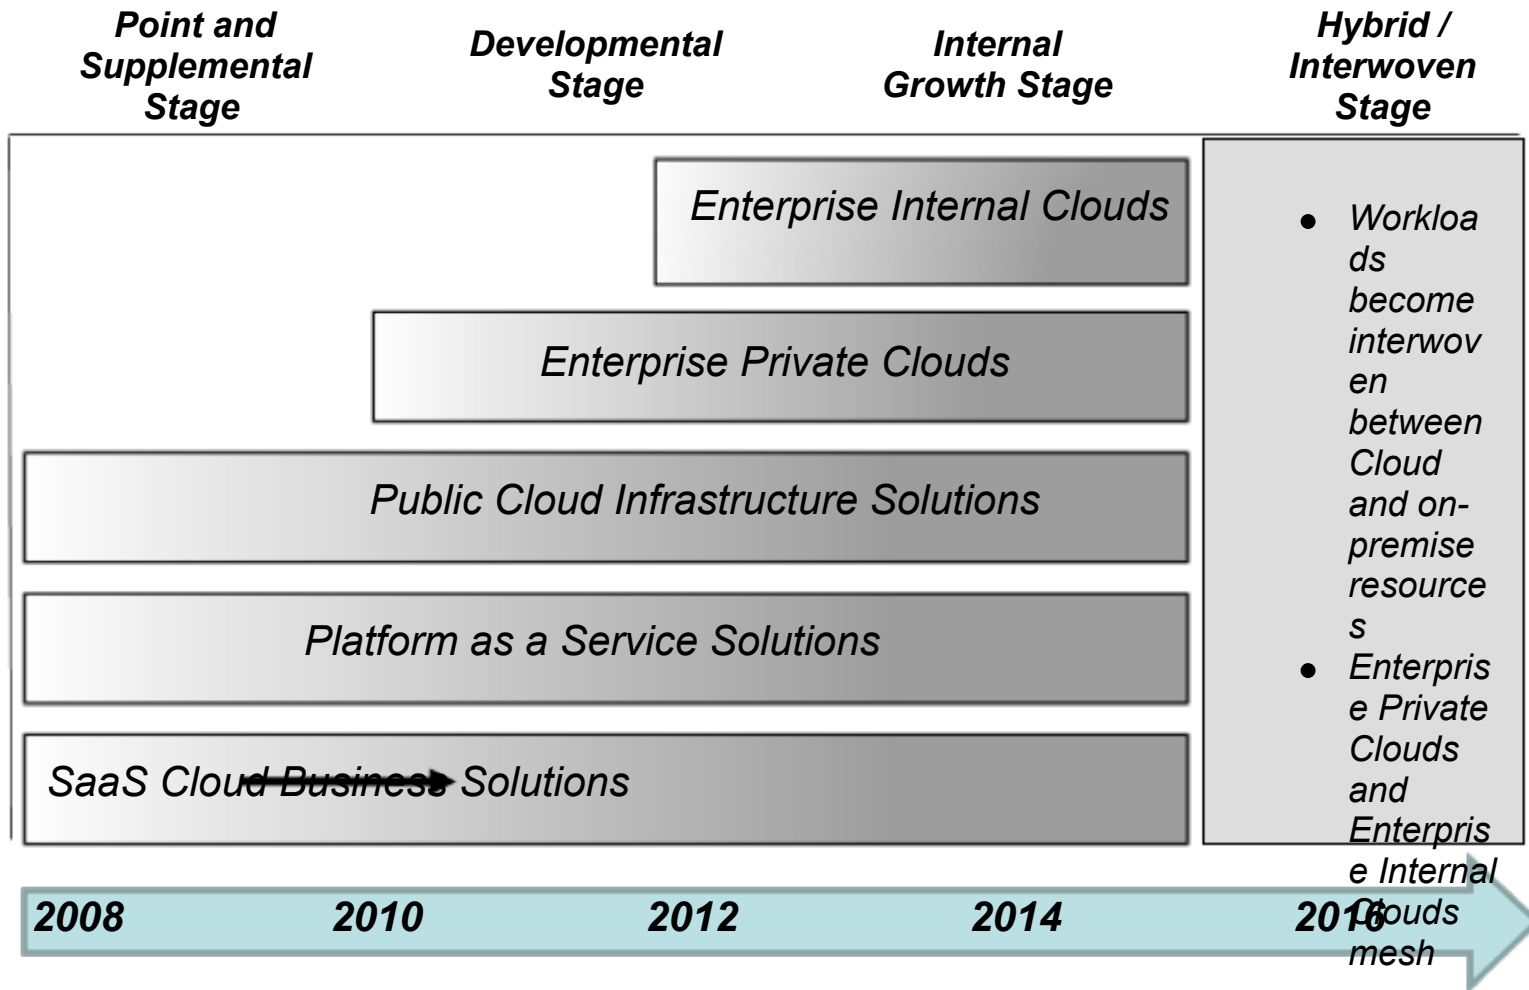 Point and
Supplemental
Stage
Developmental
Stage
Internal
Growth Stage
Hybrid /
Interwoven
Stage
Enterprise Internal Clouds
Enterprise Private Clouds
Public Cloud Infrastructure Solutions
Platform as a Service Solutions
SaaS Cloud Business Solutions
● Workloa
ds
become
interwov
en
between
Cloud
and on-
premise
resource
s
● Enterpris
e Private
Clouds
and
Enterpris
e Internal
Clouds
mesh
2008
2010
2012
2014
2016